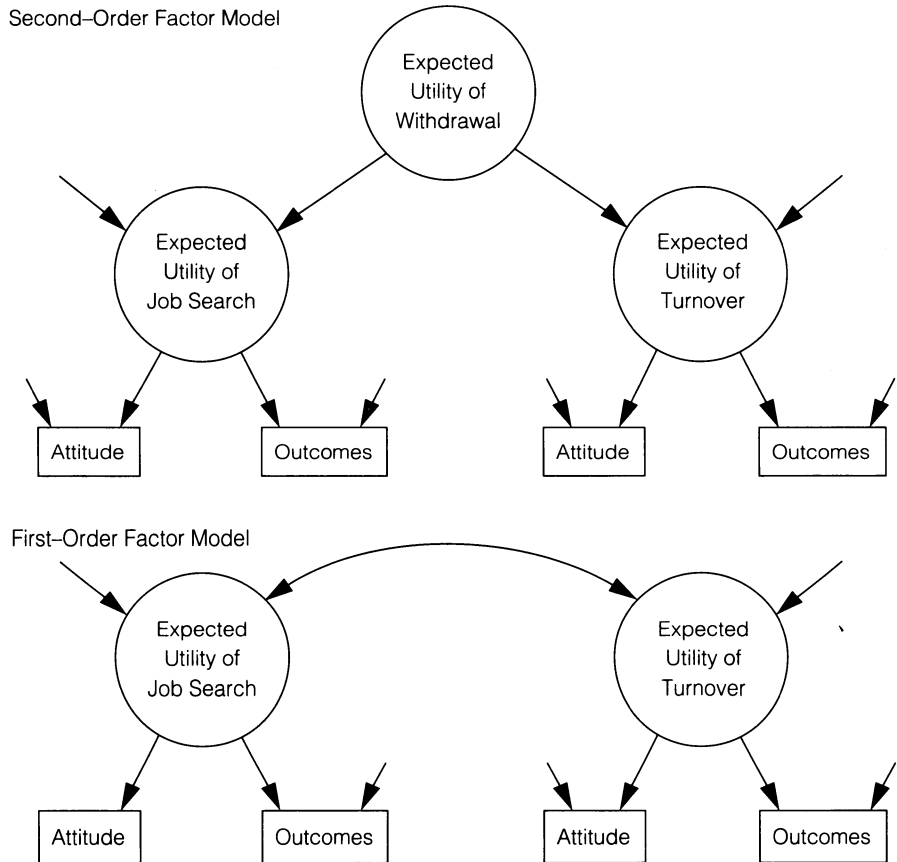 Second–Order Factor Model
Expected
Utility of
Withdrawal
Expected
Utility of
Job Search
Expected
Utility of
Turnover
Attitude
Outcomes
Attitude
Outcomes
First–Order Factor Model
Expected
Utility of
Job Search
Expected
Utility of
Turnover
Attitude
Outcomes
Attitude
Outcomes